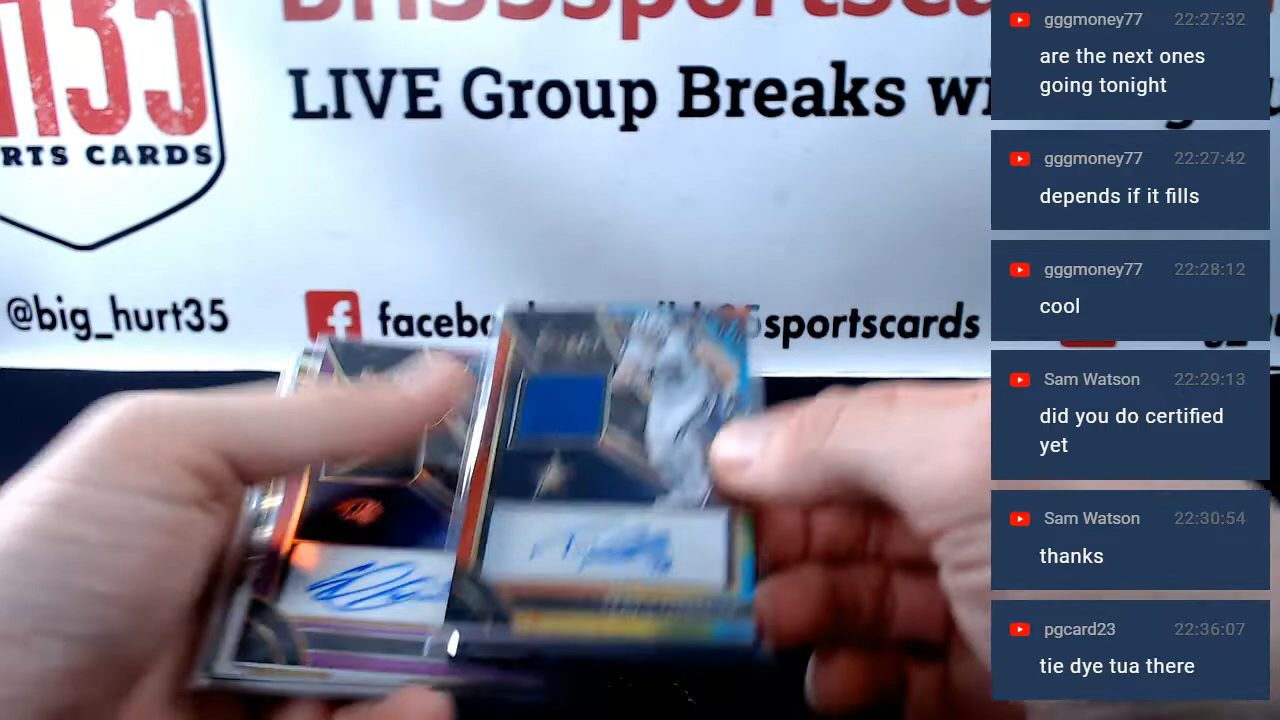 RTS CARDS
LIVE Group Breaks
@big_hurt35
sportscards
gggmoney77 22:27:32
are the next ones
going tonight
gggmoney77 22:27:42
depends if it fills
gggmoney77 22:28:12
cool
Sam Watson 22:29:13
did you do certified
yet
Sam Watson 22:30:54
thanks
pgcard23 22:36:07
tie dye tua there